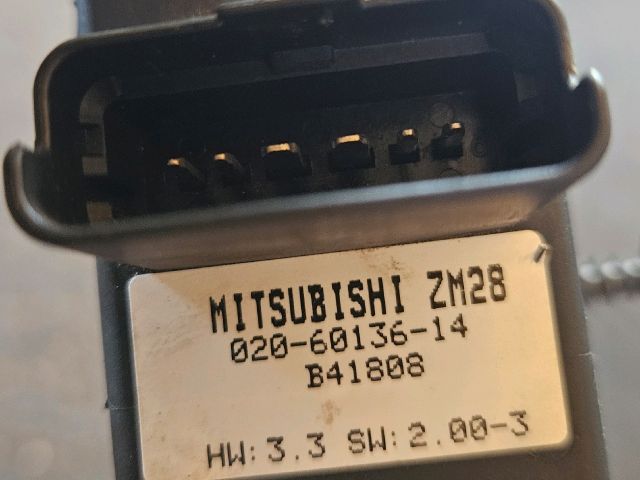 MITSUBISHI ZM28
020-60136-14
B41808
HW: 3.3 SW: 2.00-3